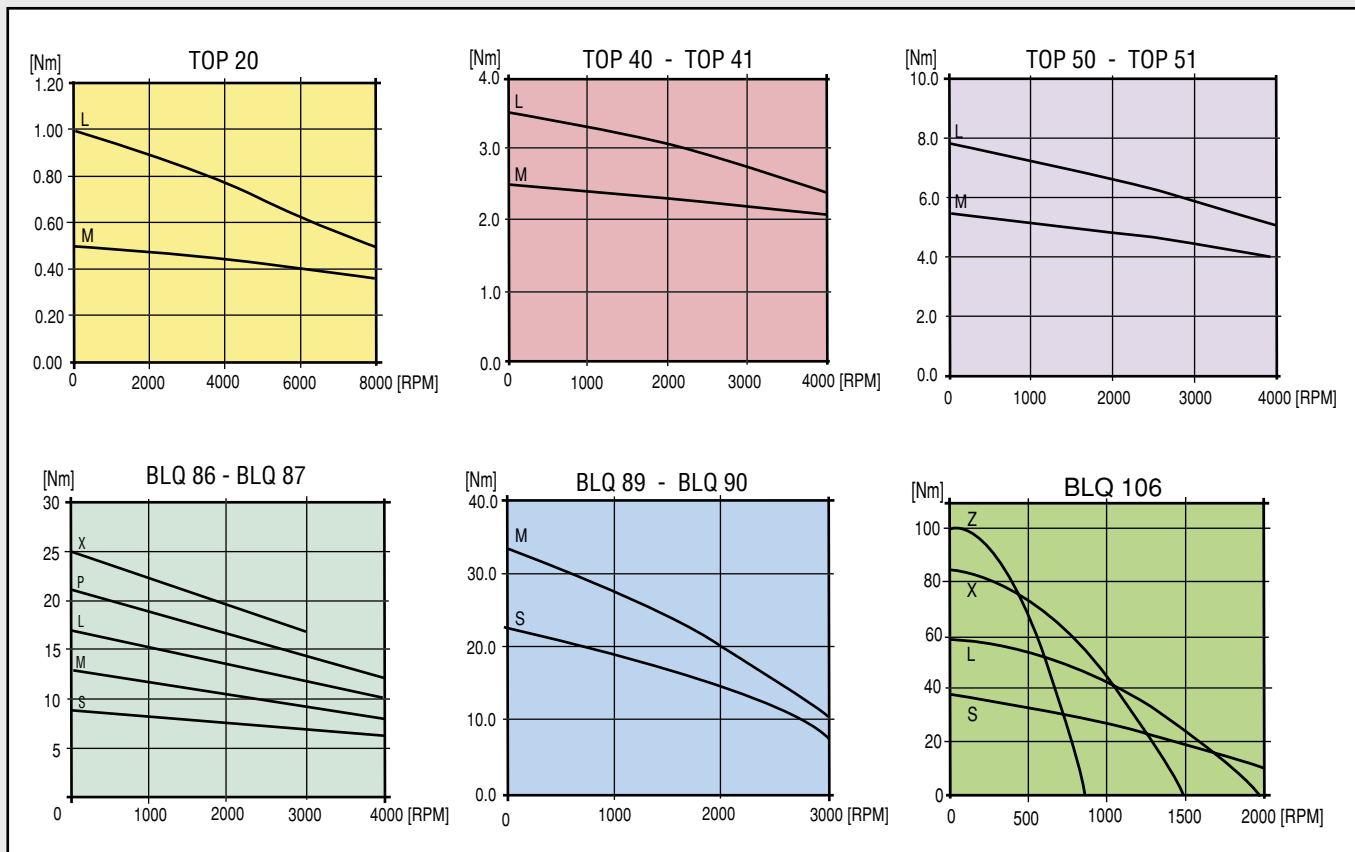 TOP 20
[Nm]
1.20
1.00
0.80
0.60
0.40
0.20
0.00
L
M
0 2000 4000 6000 8000 [RPM]
TOP 40 - TOP 41
[Nm]
4.0
3.0
2.0
1.0
0.0
L
M
0 1000 2000 3000 4000 [RPM]
TOP 50 - TOP 51
[Nm]
10.0
8.0
6.0
4.0
2.0
0.0
L
M
0 1000 2000 3000 4000 [RPM]
BLQ 86 - BLQ 87
[Nm]
30
25
20
15
10
5
X
P
L
M
S
0 1000 2000 3000 4000 [RPM]
BLQ 89 - BLQ 90
[Nm]
40.0
30.0
20.0
10.0
0.0
M
S
0 1000 2000 3000 [RPM]
BLQ 106
[Nm]
100
80
60
40
20
0
Z
X
L
S
0 500 1000 1500 2000 [RPM]